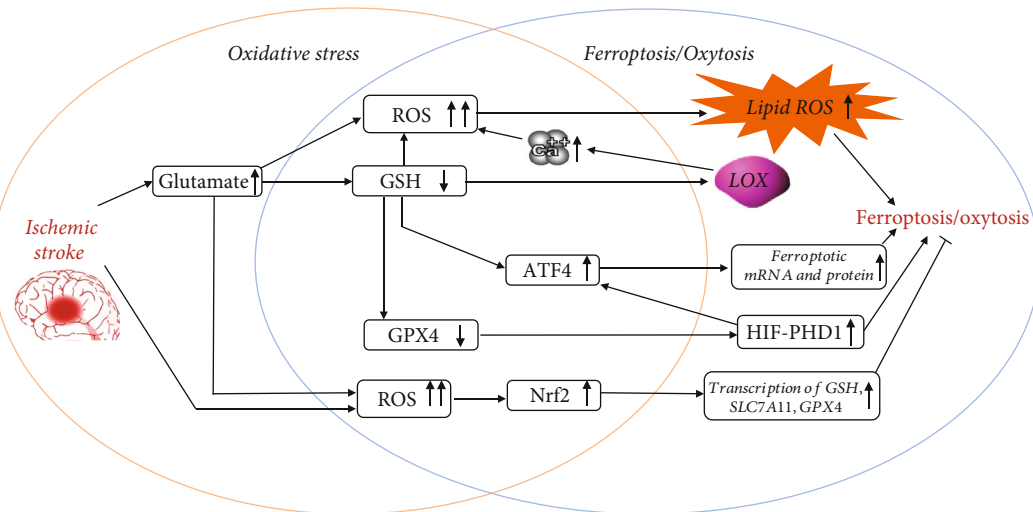 Oxidative stress
Ferroptosis/Oxytosis
ROS
Lipid ROS
Ca++
Glutamate
GSH
LOX
Ischemic
stroke
Ferroptosis/oxytosis
ATF4
Ferroptotic
mRNA and protein
GPX4
HIF-PHD1
ROS
Nrf2
Transcription of GSH,
SLC7A11, GPX4